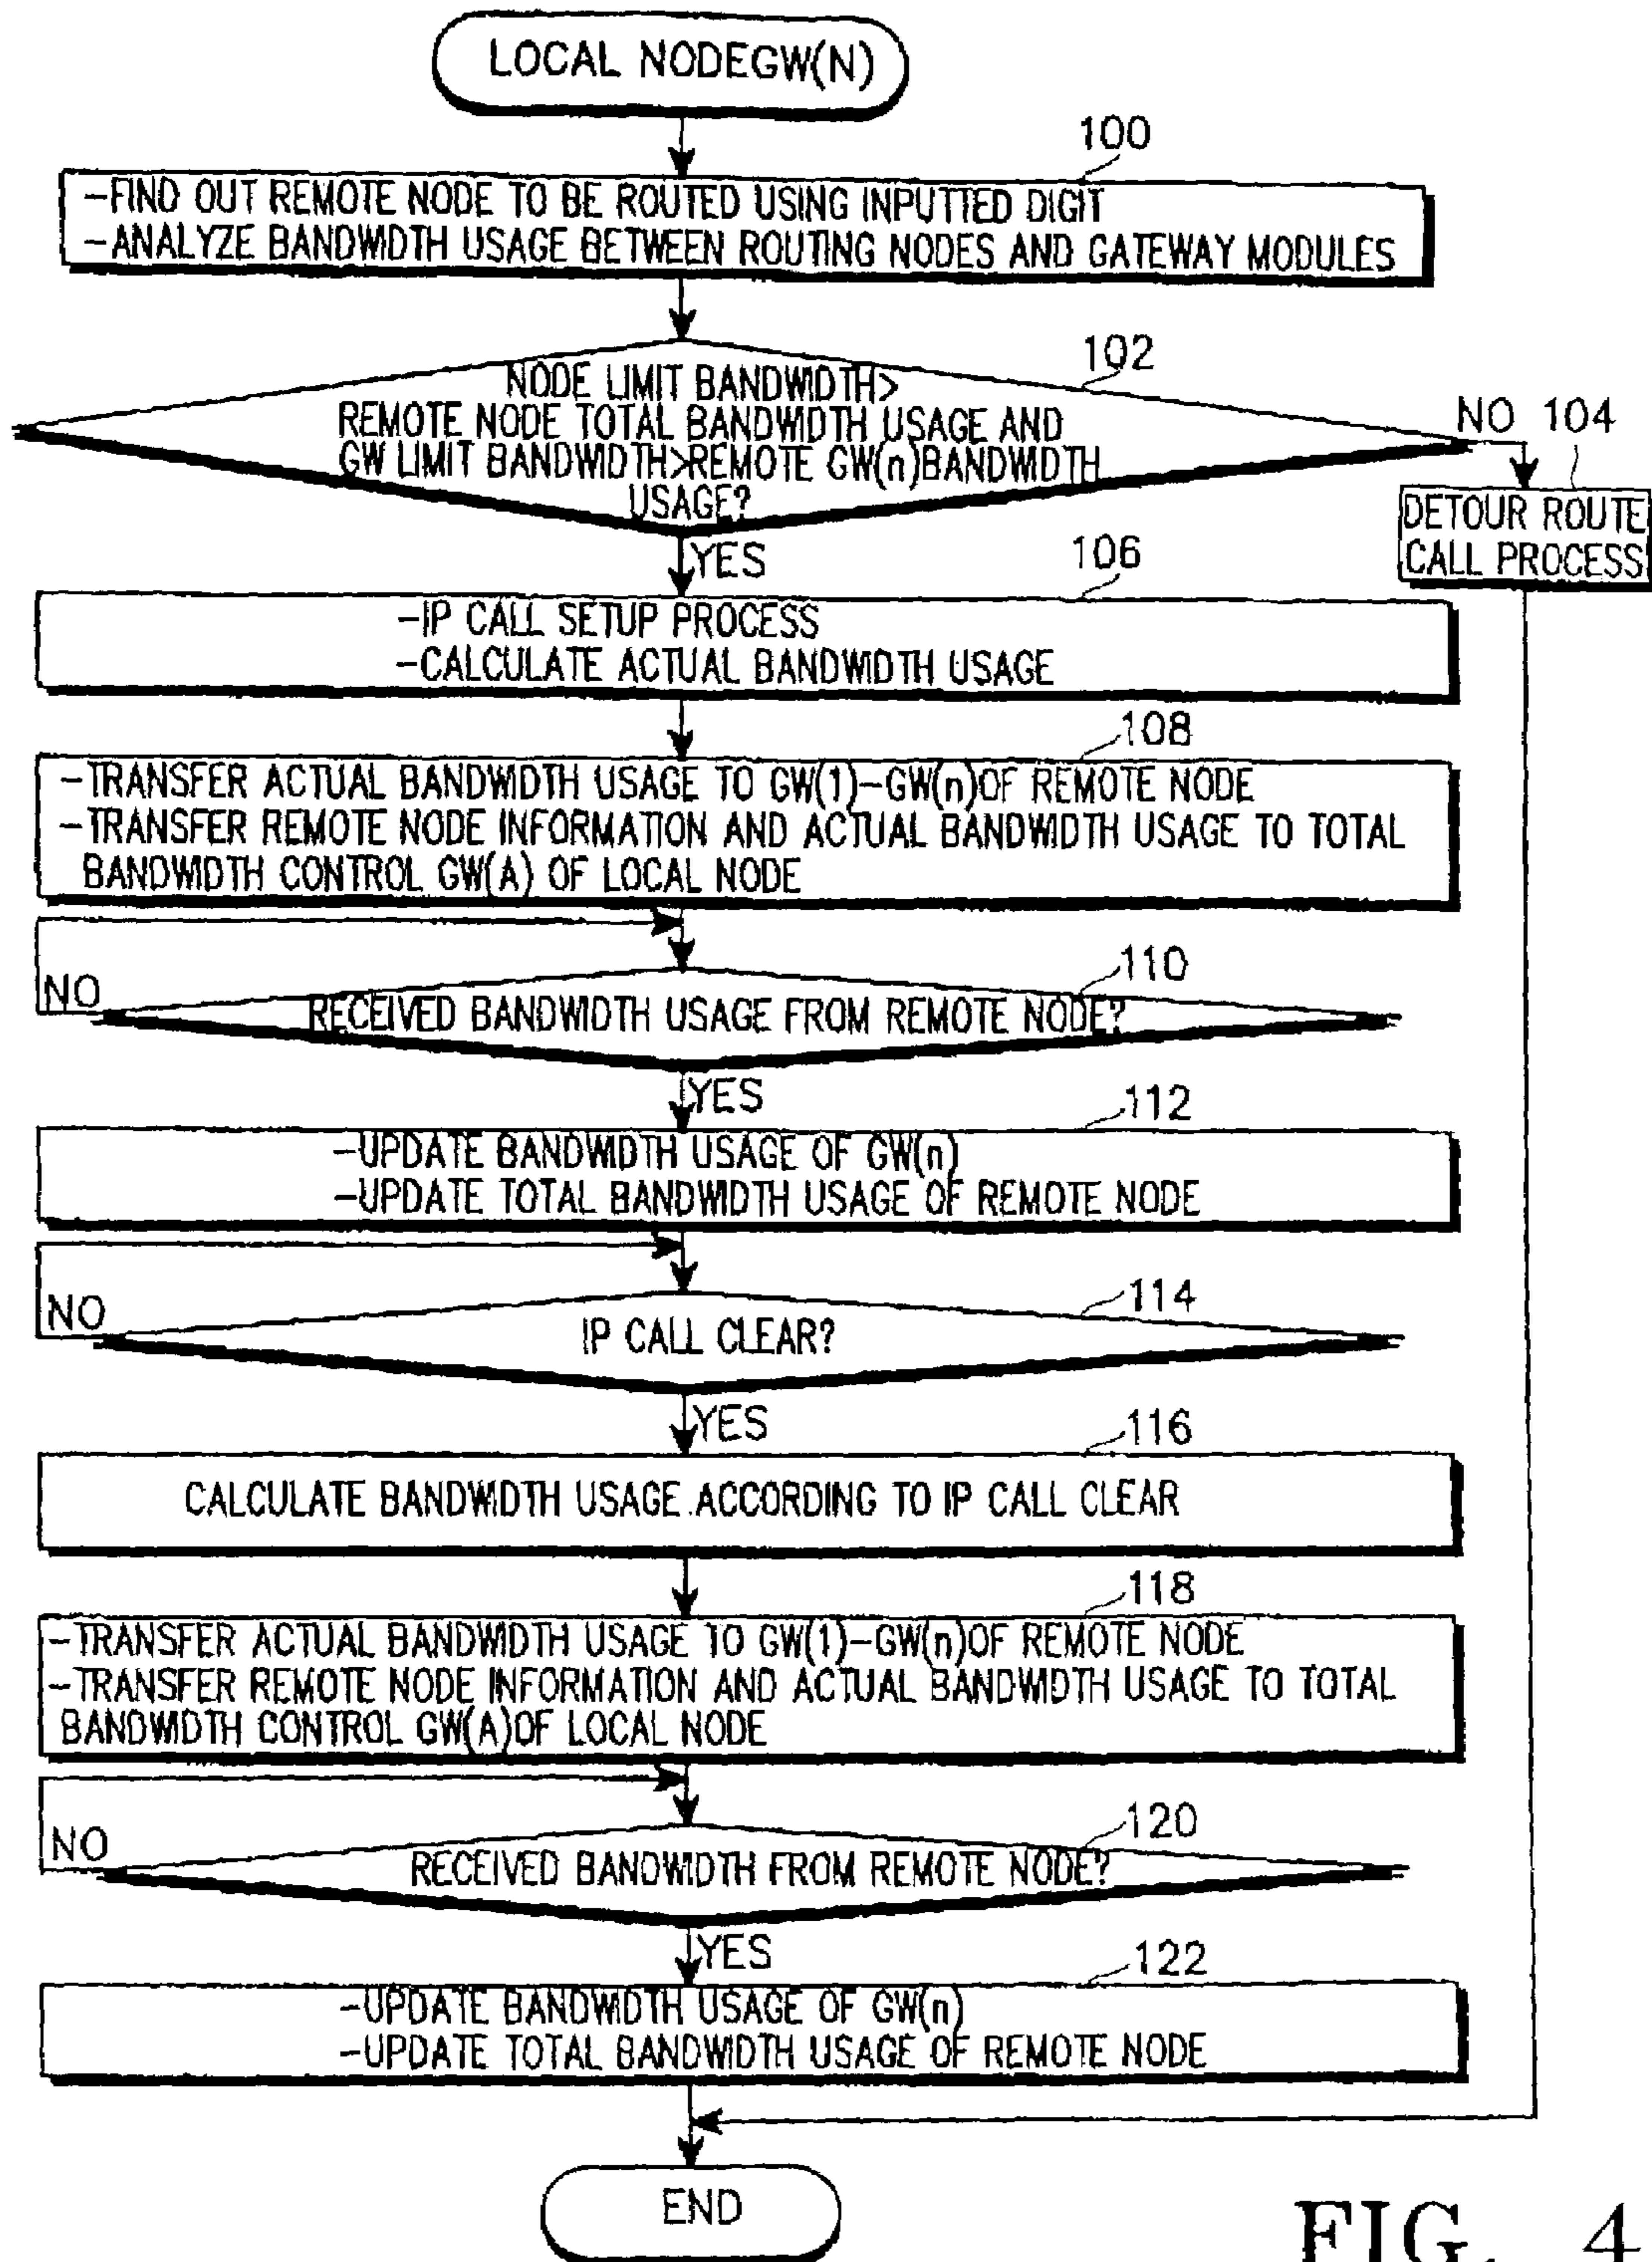 LOCAL NODEGW(N)
100
-FIND OUT REMOTE NODE TO BE ROUTED USING INPUTTED DIGIT
-ANALYZE BANDWIDTH USAGE BETWEEN ROUTING NODES AND GATEWAY MODULES
102
NODE LIMIT BANDWIDTH>
REMOTE NODE TOTAL BANDWIDTH USAGE AND
GW LIMIT BANDWIDTH>REMOTE GW(n)BANDWIDTH
USAGE?
NO 104
DETOUR ROUTE
CALL PROCESS
YES
106
-IP CALL SETUP PROCESS
-CALCULATE ACTUAL BANDWIDTH USAGE
108
-TRANSFER ACTUAL BANDWIDTH USAGE TO GW(1)-GW(n)OF REMOTE NODE
-TRANSFER REMOTE NODE INFORMATION AND ACTUAL BANDWIDTH USAGE TO TOTAL
BANDWIDTH CONTROL GW(A) OF LOCAL NODE
110
NO
RECEIVED BANDWIDTH USAGE FROM REMOTE NODE?
YES
112
-UPDATE BANDWIDTH USAGE OF GW(n)
-UPDATE TOTAL BANDWIDTH USAGE OF REMOTE NODE
114
NO
IP CALL CLEAR?
YES
116
CALCULATE BANDWIDTH USAGE.ACCORDING TO IP CALL CLEAR
118
-TRANSFER ACTUAL BANDWIDTH USAGE TO GW(1)-GW(n)OF REMOTE NODE
-TRANSFER REMOTE NODE INFORMATION AND ACTUAL BANDWIDTH USAGE TO TOTAL
BANDWIDTH CONTROL GW(A)OF LOCAL NODE
120
NO
RECEIVED BANDWIDTH FROM REMOTE NODE?
YES
122
-UPDATE BANDWIDTH USAGE OF GW(n)
-UPDATE TOTAL BANDWIDTH USAGE OF REMOTE NODE
END
FIG. 4